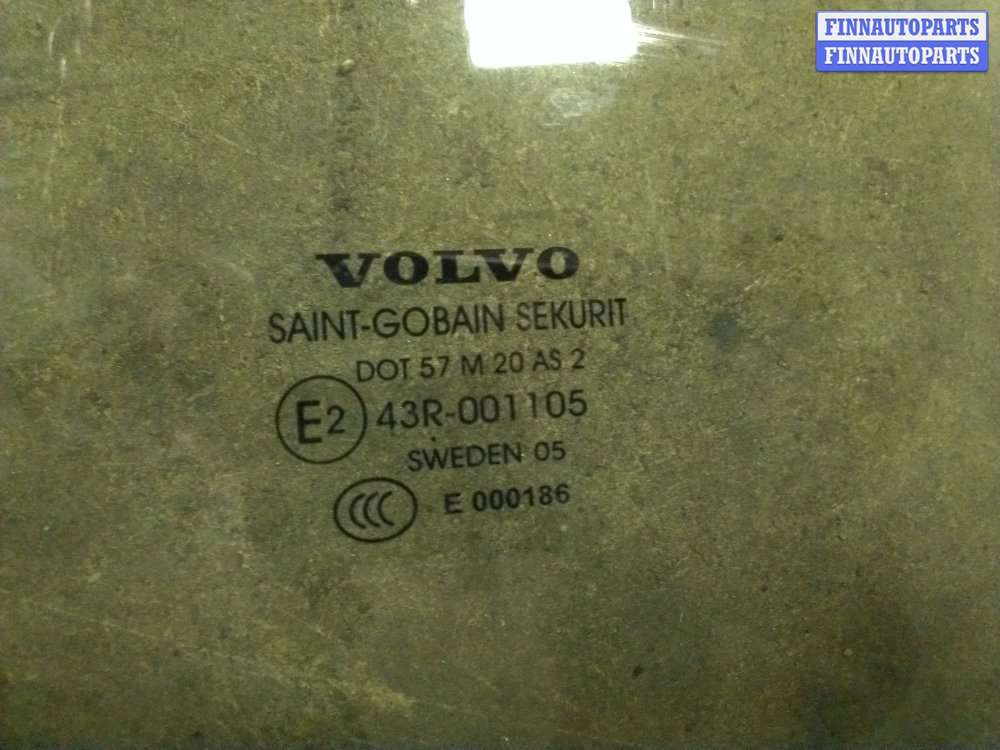 FINNAUTOPARTS
FINNAUTOPARTS
VOLVO
SAINT-GOBAIN SEKURIT
DOT 57 M 20 AS 2
E2 43R-001105
SWEDEN 05
CCC E 000186